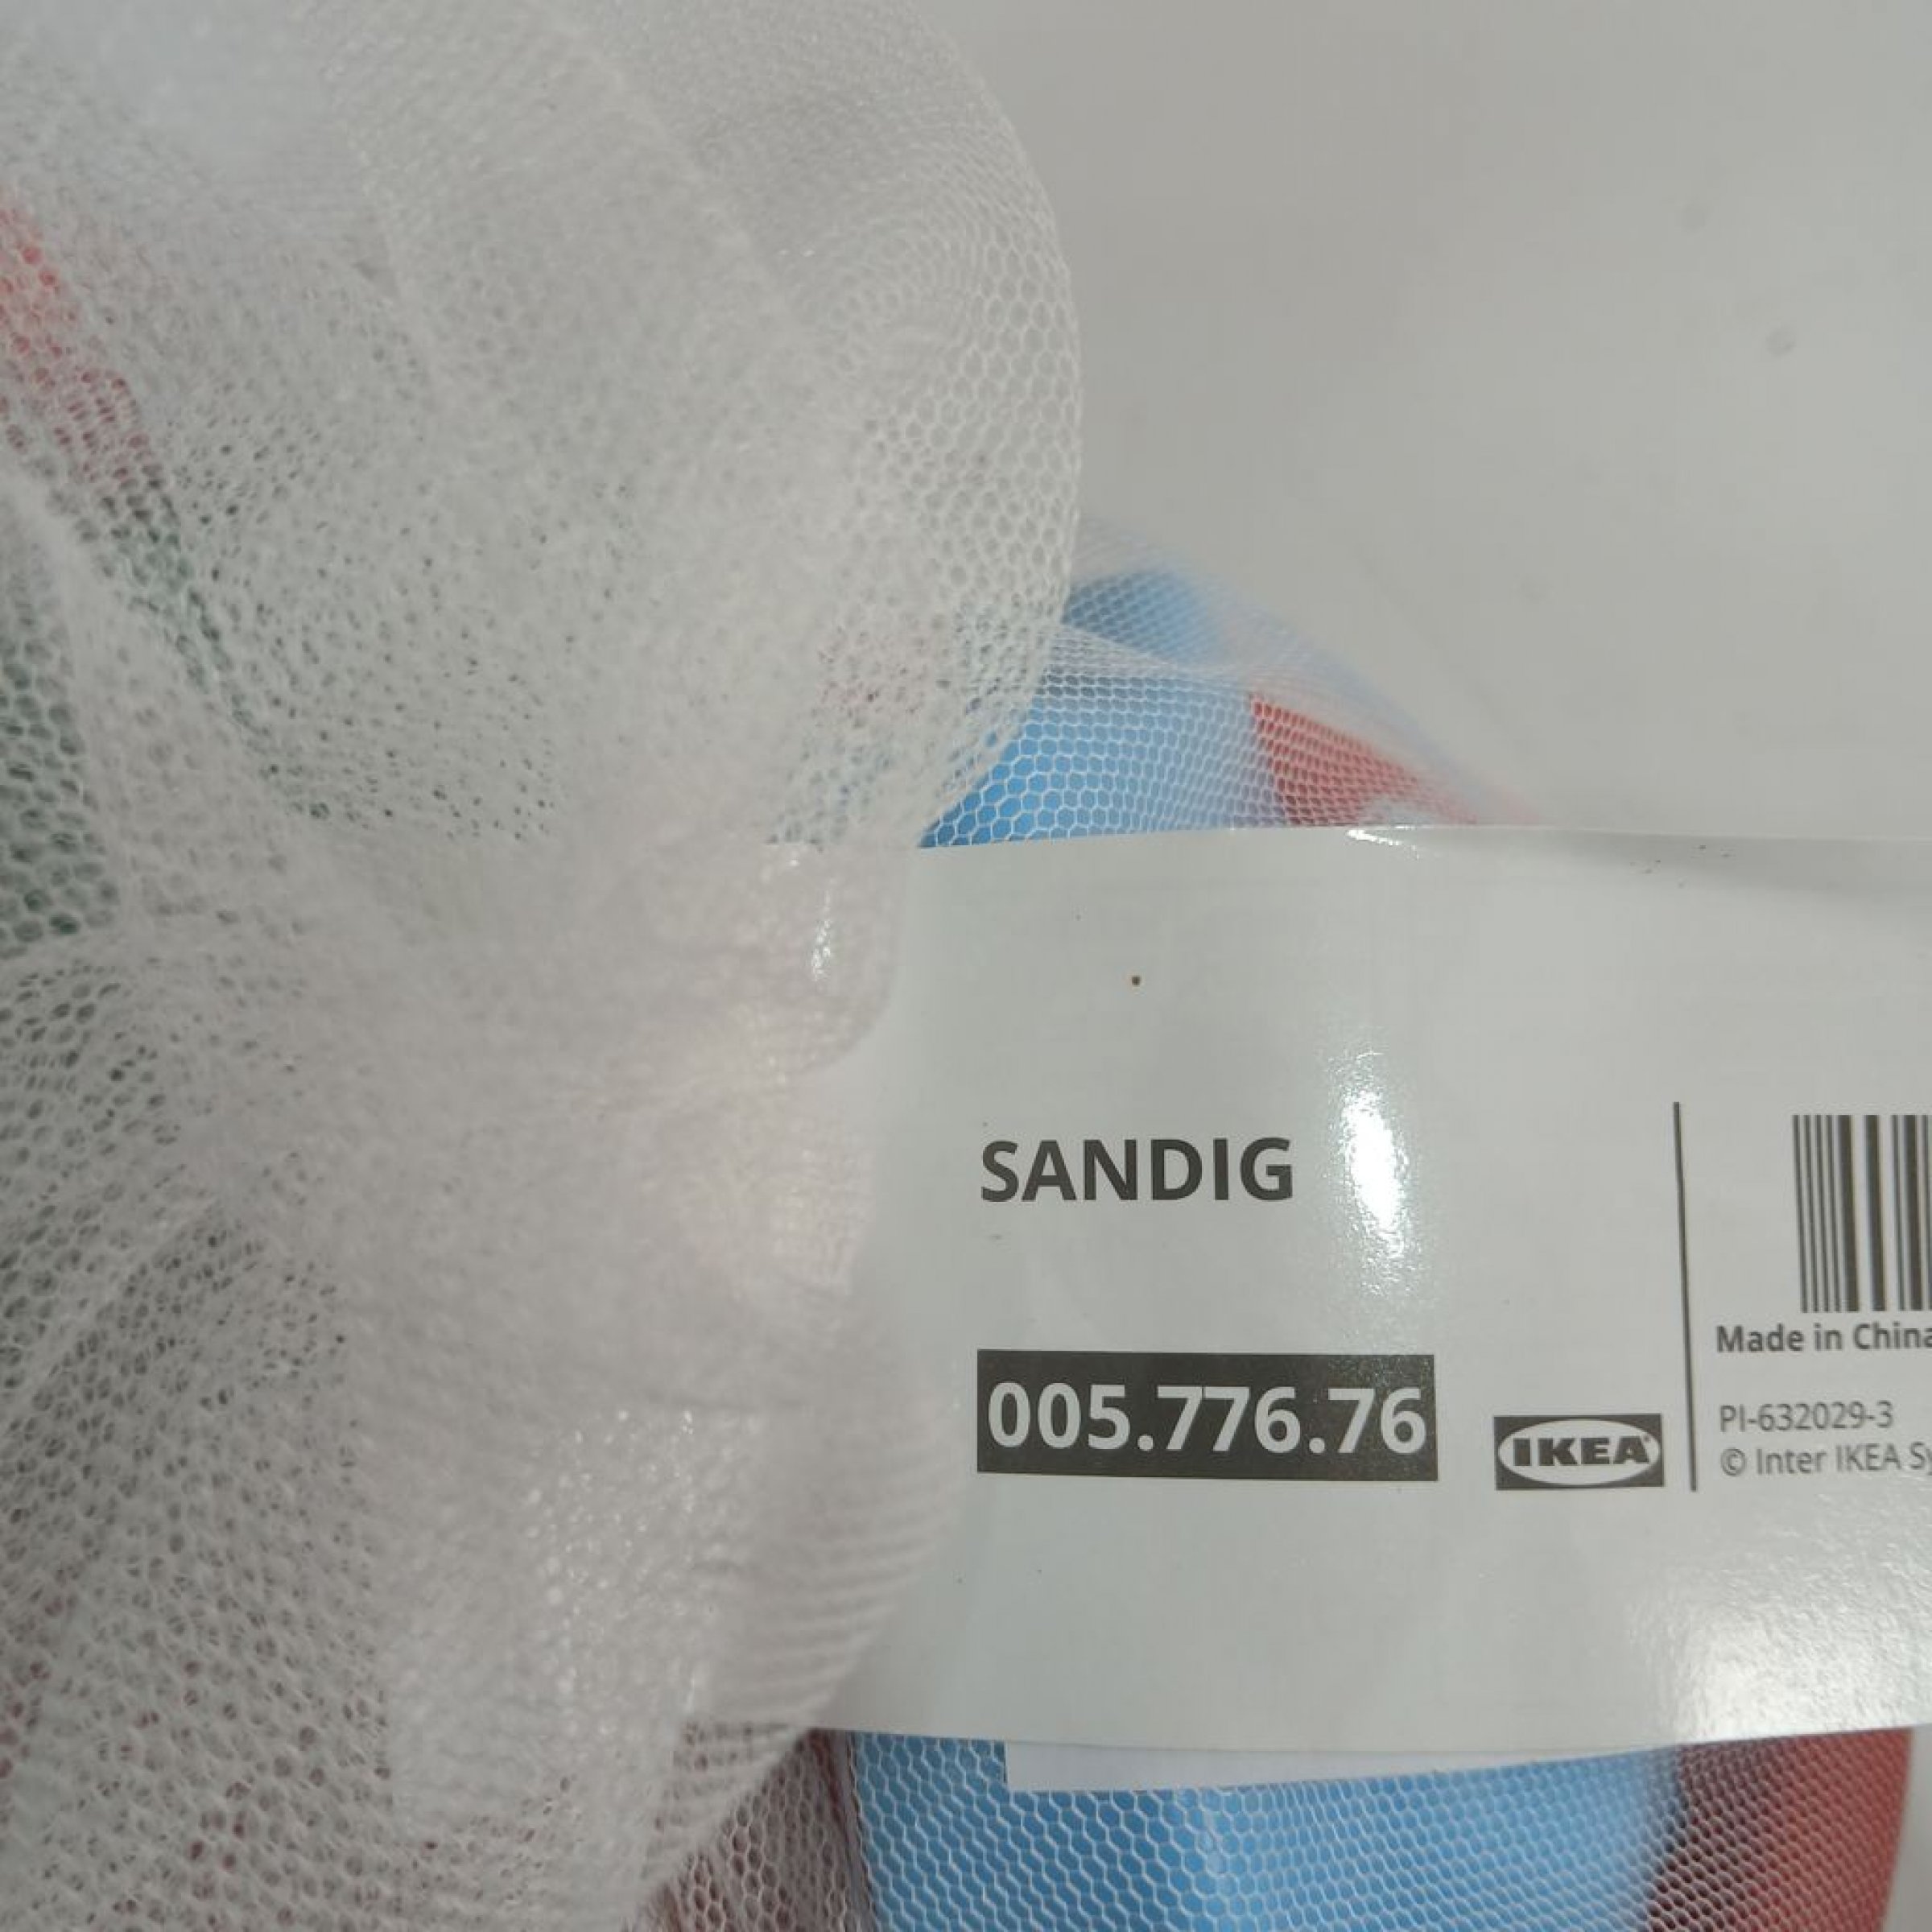 SANDIG
005.776.76
IKEA
Made in China
PI-632029-3
© Inter IKEA